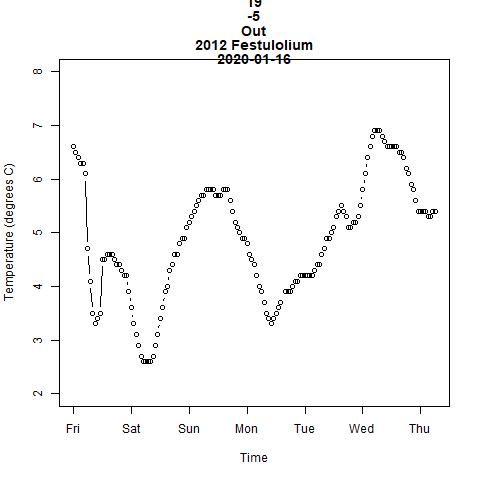 19
-5
Out
2012 Festulolium
2020-01-16
Temperature (degrees C)
8
7
6
5
4
3
2
Fri Sat Sun Mon Tue Wed Thu
Time